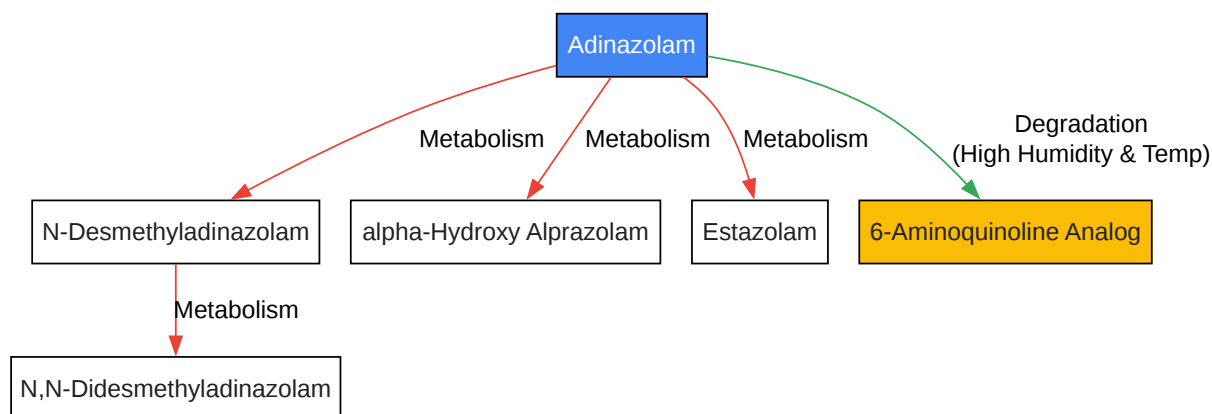 Adinazolam
Metabolism
Metabolism
Metabolism
Degradation
(High Humidity & Temp)
N-Desmethyladinazolam
alpha-Hydroxy Alprazolam
Estazolam
6-Aminoquinoline Analog
Metabolism
N,N-Didesmethyladinazolam